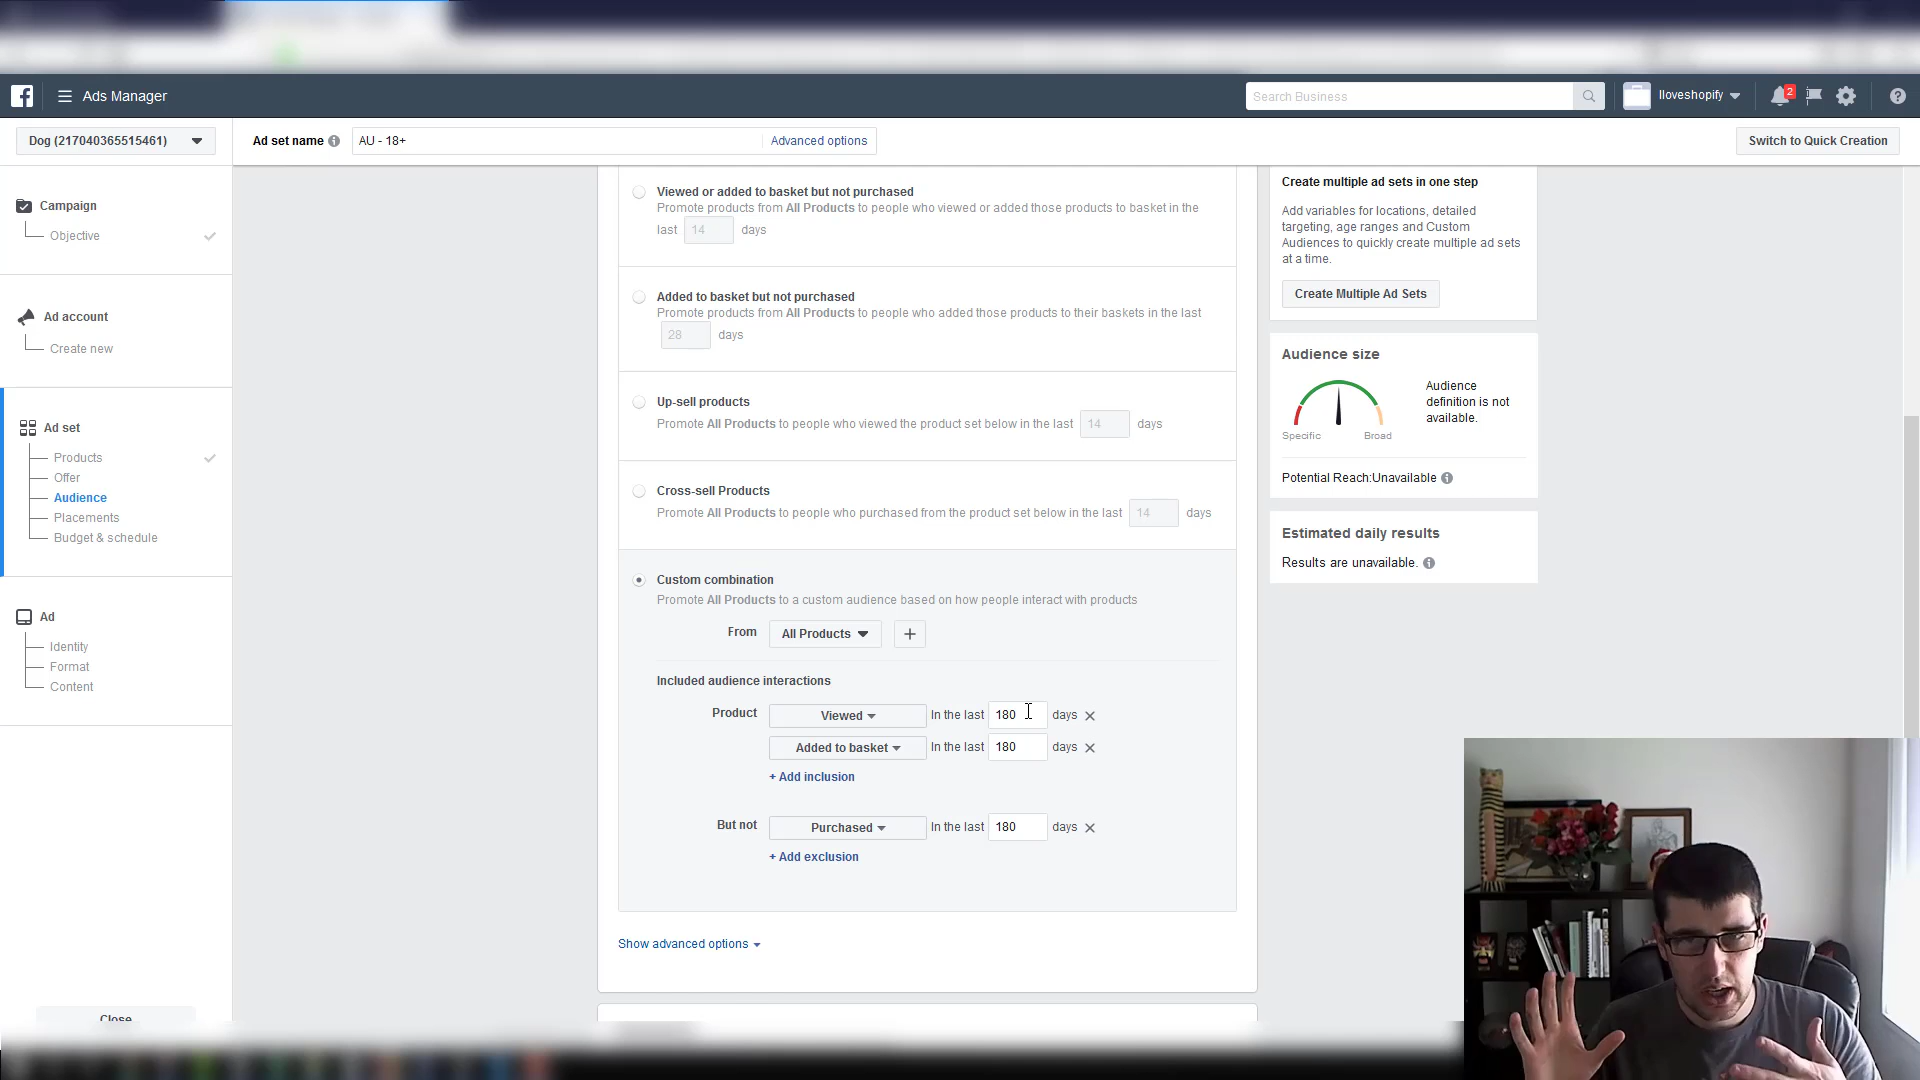 Ads Manager
Search Business
Iloveshopify
2
Dog (217040365515461)
Ad set name
AU - 18+
Advanced options
Switch to Quick Creation
Campaign
Objective
Ad account
Create new
Ad set
Products
Offer
Audience
Placements
Budget & schedule
Ad
Identity
Format
Content
Close
Viewed or added to basket but not purchased
Promote products from All Products to people who viewed or added those products to basket in the
last 14 days
Added to basket but not purchased
Promote products from All Products to people who added those products to their baskets in the last
28 days
Up-sell products
Promote All Products to people who viewed the product set below in the last 14 days
Cross-sell Products
Promote All Products to people who purchased from the product set below in the last 14 days
Custom combination
Promote All Products to a custom audience based on how people interact with products
From All Products +
Included audience interactions
Product Viewed In the last 180 days
Added to basket In the last 180 days
+ Add inclusion
But not Purchased In the last 180 days
+ Add exclusion
Show advanced options
Create multiple ad sets in one step
Add variables for locations, detailed
targeting, age ranges and Custom
Audiences to quickly create multiple ad sets
at a time.
Create Multiple Ad Sets
Audience size
Specific Broad
Audience
definition is not
available.
Potential Reach:Unavailable
Estimated daily results
Results are unavailable.